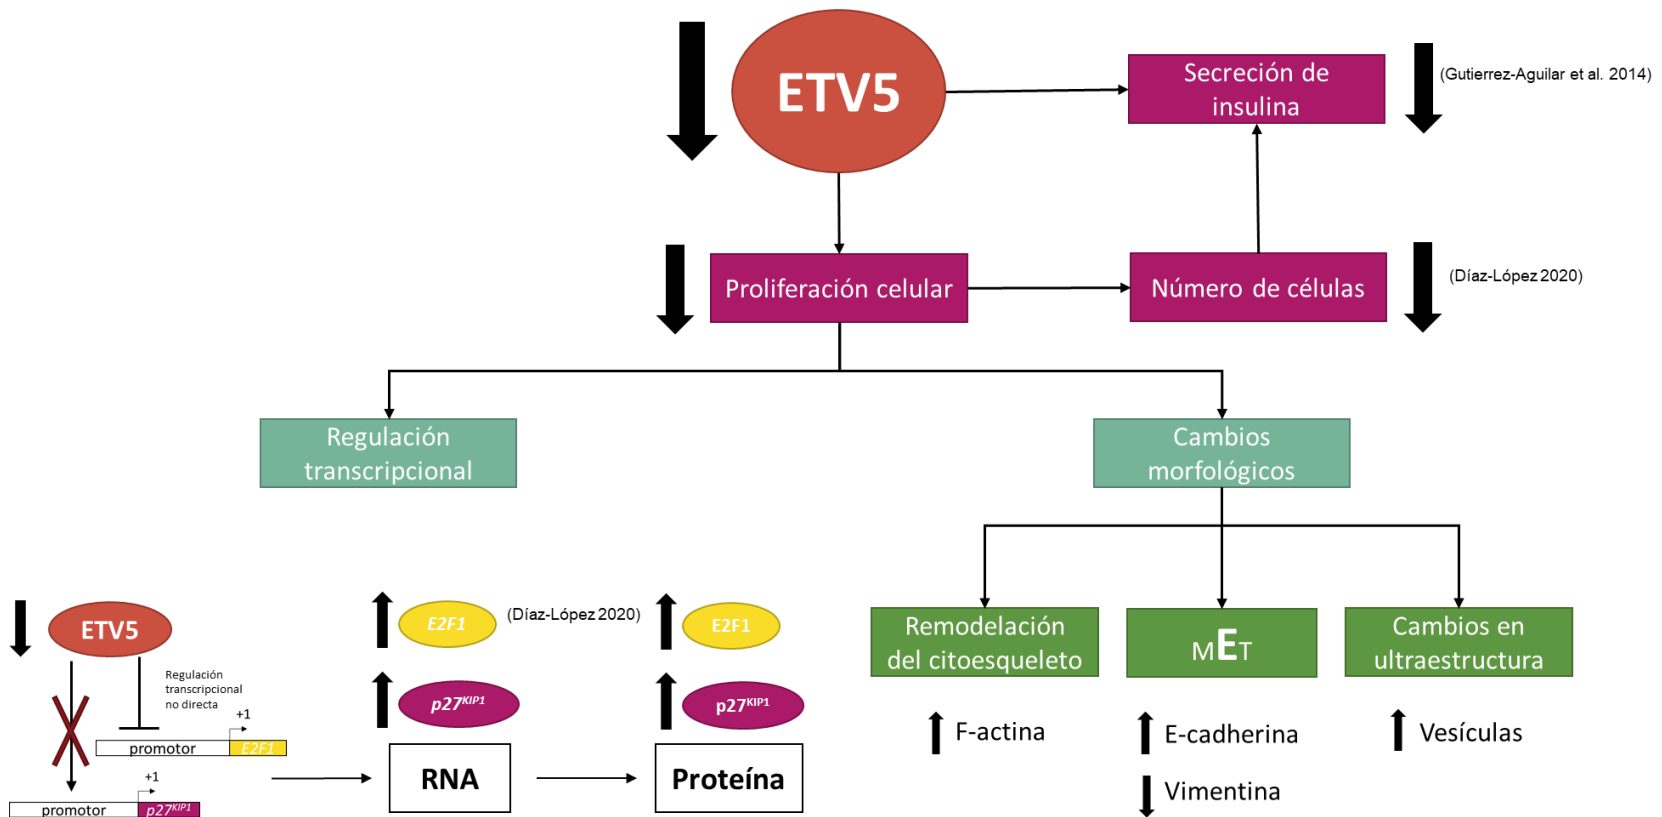 ETV5
Secreción de
insulina
(Gutierrez-Aguilar et al. 2014)
Proliferación celular
Número de células
(Díaz-López 2020)
Regulación
transcripcional
Cambios
morfológicos
ETV5
Regulación
transcripcional
no directa
+1
promotor
E2F1
+1
promotor
p27KIP1
E2F1
(Díaz-López 2020)
E2F1
p27KIP1
p27KIP1
RNA
Proteína
Remodelación
del citoesqueleto
MET
Cambios en
ultraestructura
F-actina
E-cadherina
Vesículas
Vimentina